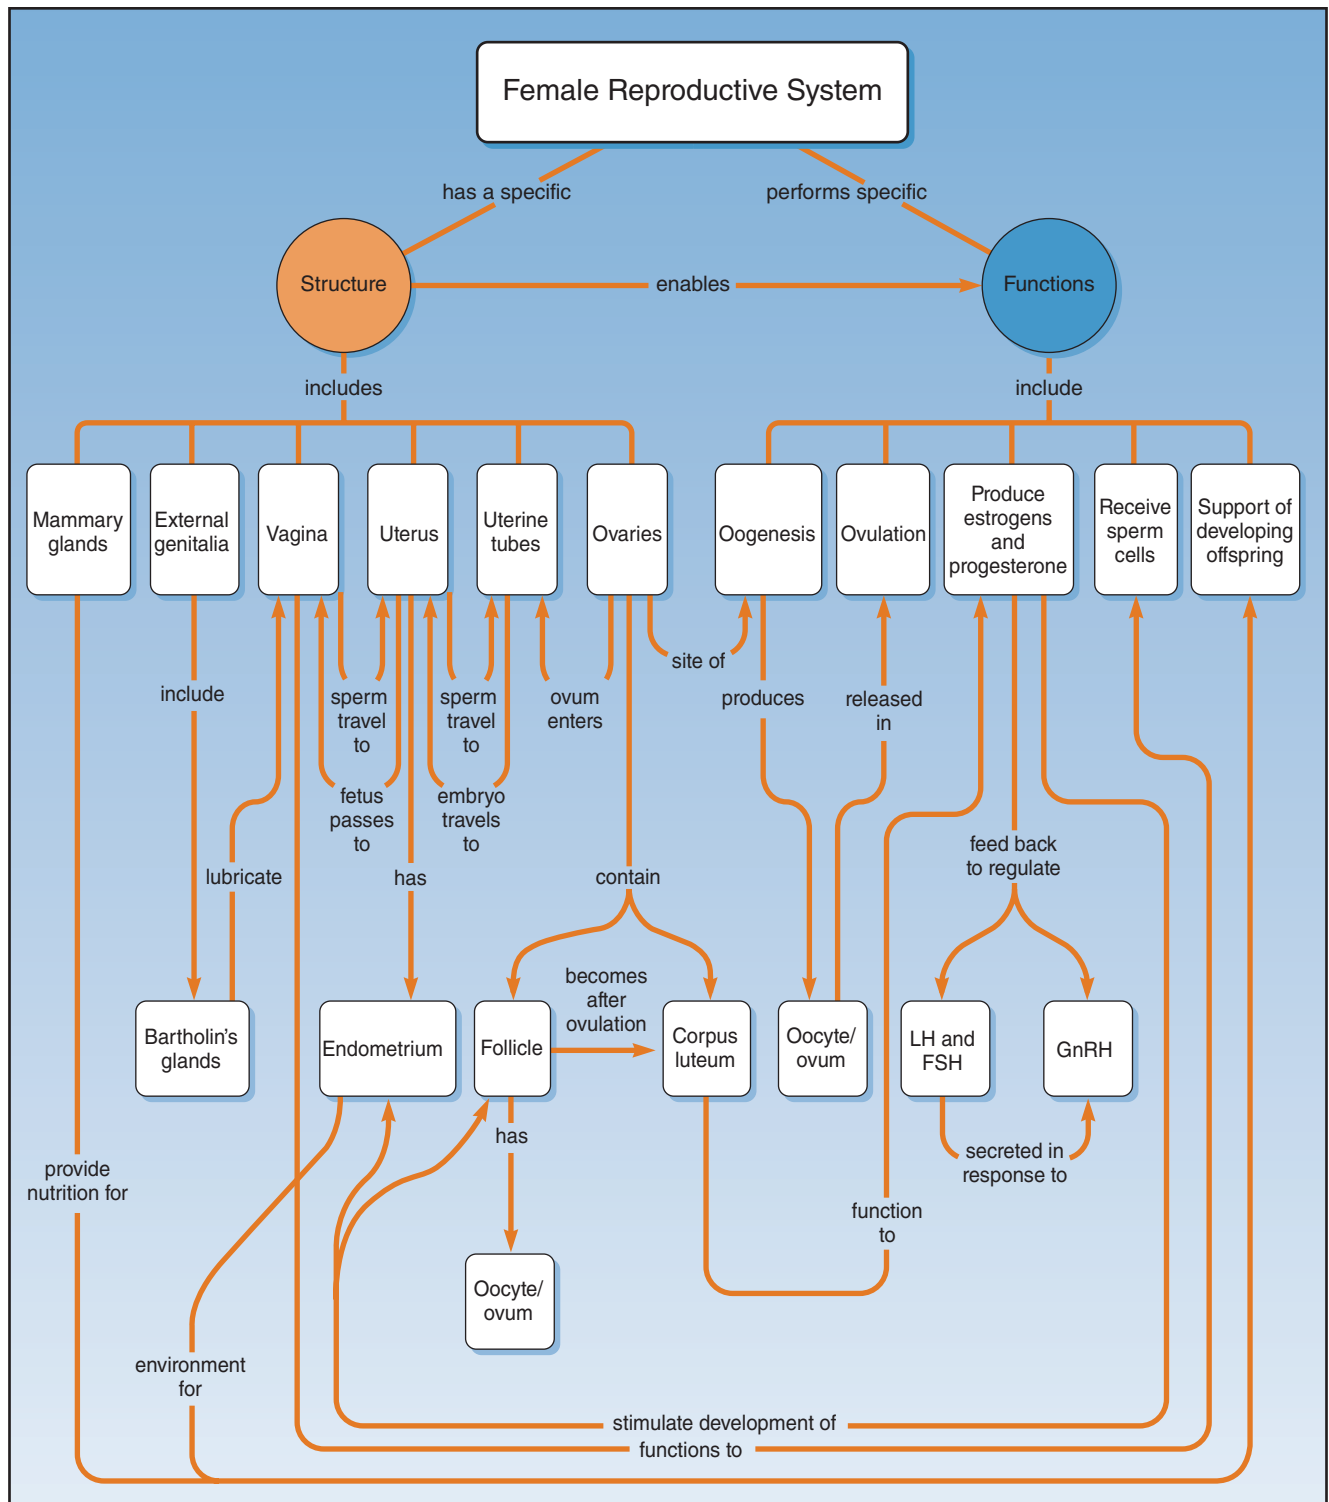 Female Reproductive System
has a specific
performs specific
Structure
enables
Functions
includes
include
Mammary
glands
External
genitalia
Vagina
Uterus
Uterine
tubes
Ovaries
Oogenesis
Ovulation
Produce
estrogens
and
progesterone
Receive
sperm
cells
Support of
developing
offspring
site of
include
sperm
travel
to
sperm
travel
to
ovum
enters
produces
released
in
fetus
passes
to
embryo
travels
to
lubricate
has
contain
feed back
to regulate
becomes
after
ovulation
Bartholin's
glands
Endometrium
Follicle
Corpus
luteum
Oocyte/
ovum
LH and
FSH
GnRH
has
secreted in
response to
provide
nutrition for
function
to
Oocyte/
ovum
environment
for
stimulate development of
functions to